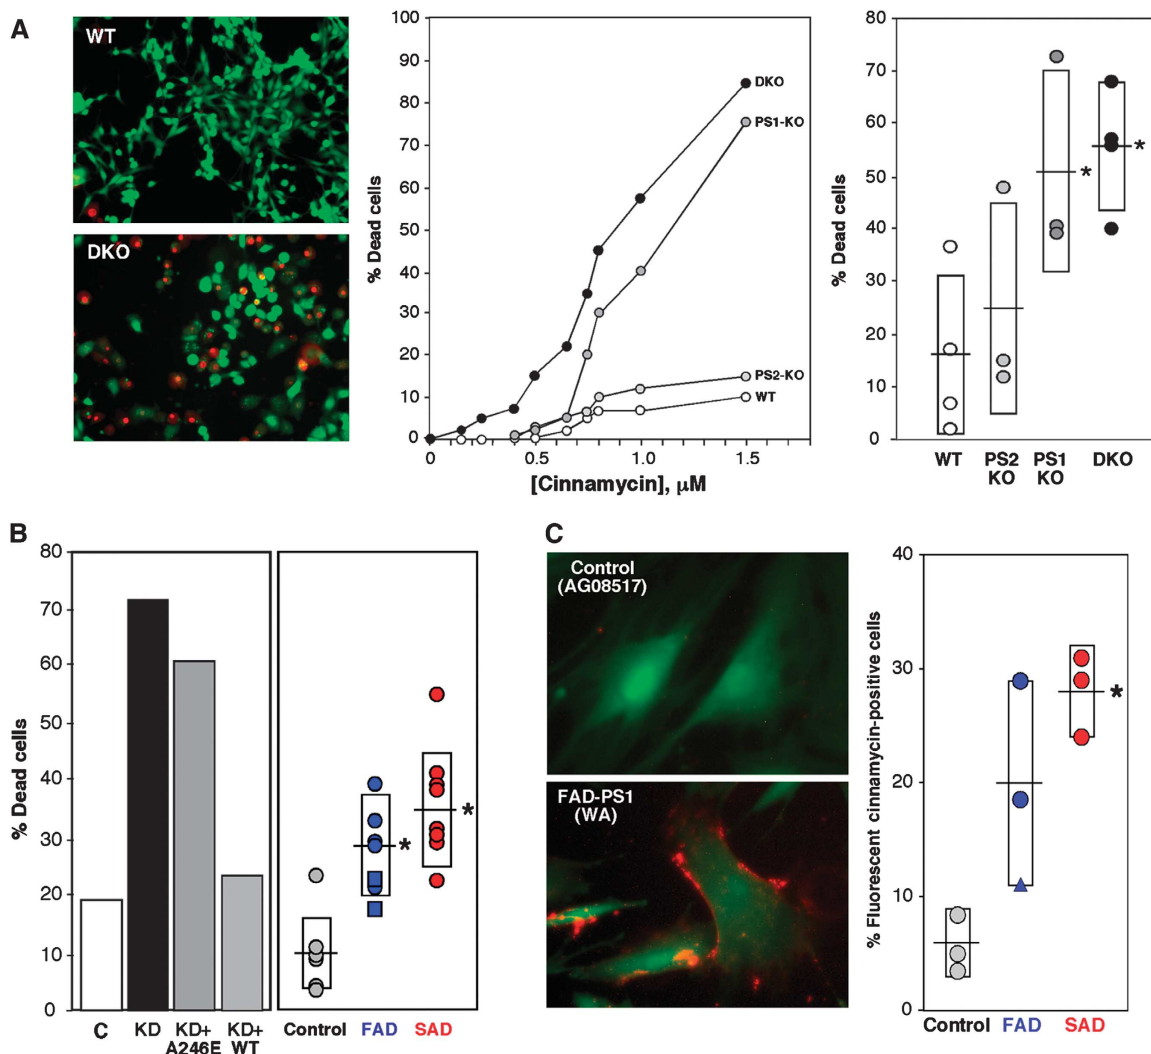 A
WT
DKO
% Dead cells
100
90
80
70
60
50
40
30
20
10
0
DKO
PS1-KO
PS2-KO
WT
0
0.5
1.0
1.5
[Cinnamycin], μM
% Dead cells
80
70
60
50
40
30
20
10
0
*
*
WT
PS2 KO
PS1 KO
DKO
B
% Dead cells
80
70
60
50
40
30
20
10
0
C
KD
KD+ A246E
KD+ WT
*
*
Control
FAD
SAD
C
Control
(AG08517)
FAD-PS1
(WA)
% Fluorescent cinnamycin-positive cells
40
30
20
10
0
*
Control
FAD
SAD